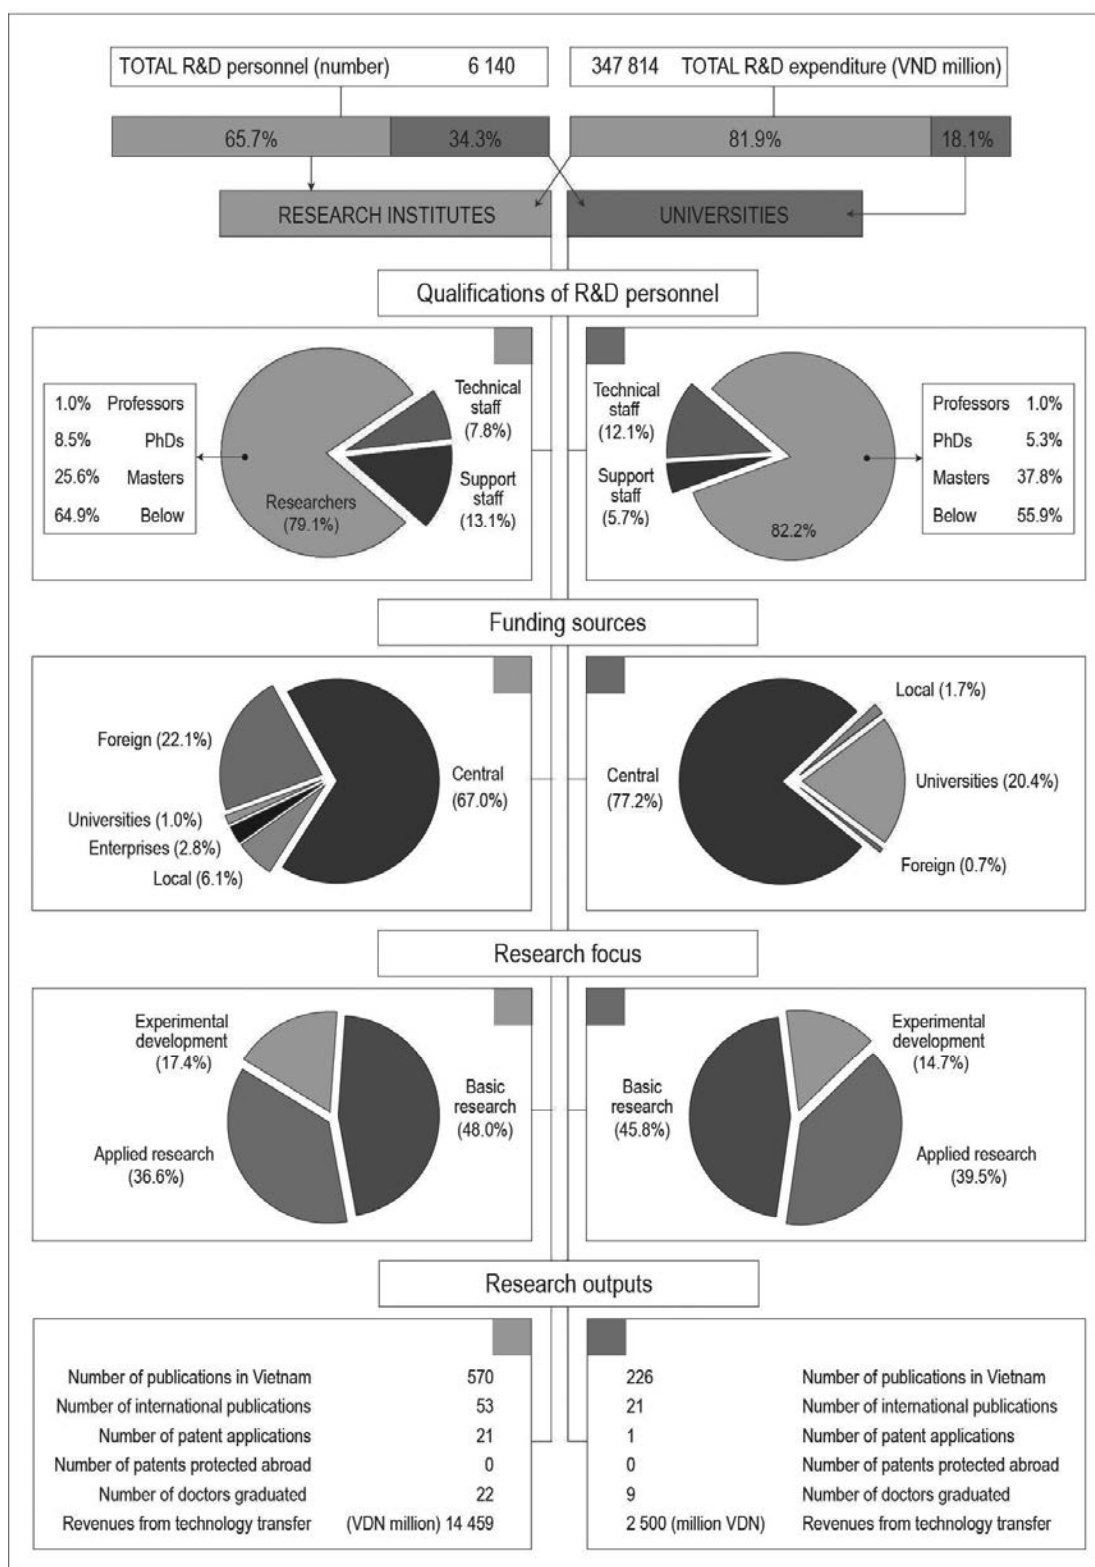 TOTAL R&D personnel (number) 6 140
347 814 TOTAL R&D expenditure (VND million)
65.7%
34.3%
81.9%
18.1%
RESEARCH INSTITUTES
UNIVERSITIES
Qualifications of R&D personnel
1.0% Professors
8.5% PhDs
25.6% Masters
64.9% Below
Researchers
(79.1%)
Technical
staff
(7.8%)
Support
staff
(13.1%)
Technical
staff
(12.1%)
Support
staff
(5.7%)
82.2%
Professors 1.0%
PhDs 5.3%
Masters 37.8%
Below 55.9%
Funding sources
Foreign (22.1%)
Universities (1.0%)
Enterprises (2.8%)
Local (6.1%)
Central
(67.0%)
Central
(77.2%)
Local (1.7%)
Universities (20.4%)
Foreign (0.7%)
Research focus
Experimental
development
(17.4%)
Applied research
(36.6%)
Basic
research
(48.0%)
Basic
research
(45.8%)
Experimental
development
(14.7%)
Applied research
(39.5%)
Research outputs
Number of publications in Vietnam 570
Number of international publications 53
Number of patent applications 21
Number of patents protected abroad 0
Number of doctors graduated 22
Revenues from technology transfer (VDN million) 14 459
226 Number of publications in Vietnam
21 Number of international publications
1 Number of patent applications
0 Number of patents protected abroad
9 Number of doctors graduated
2 500 (million VDN) Revenues from technology transfer